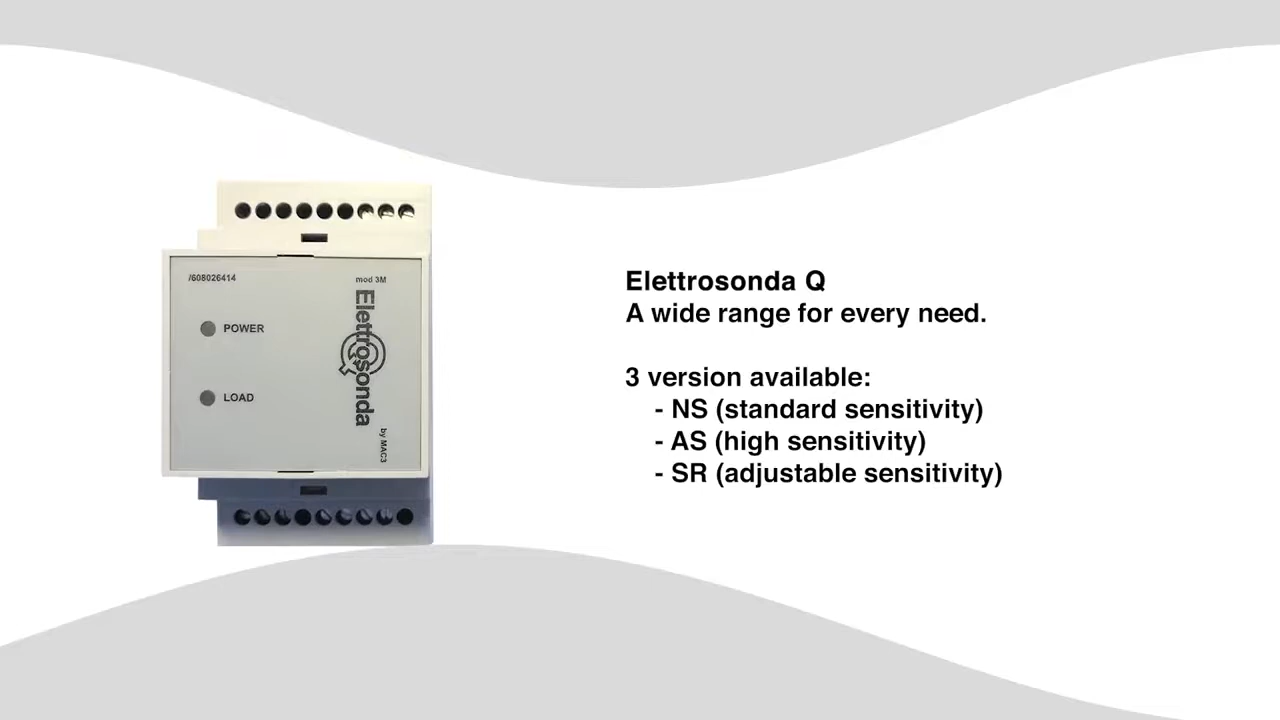 /608026414
mod 3M
POWER
LOAD
Elettrosonda
Q
by MAC3
Elettrosonda Q
A wide range for every need.
3 version available:
- NS (standard sensitivity)
- AS (high sensitivity)
- SR (adjustable sensitivity)